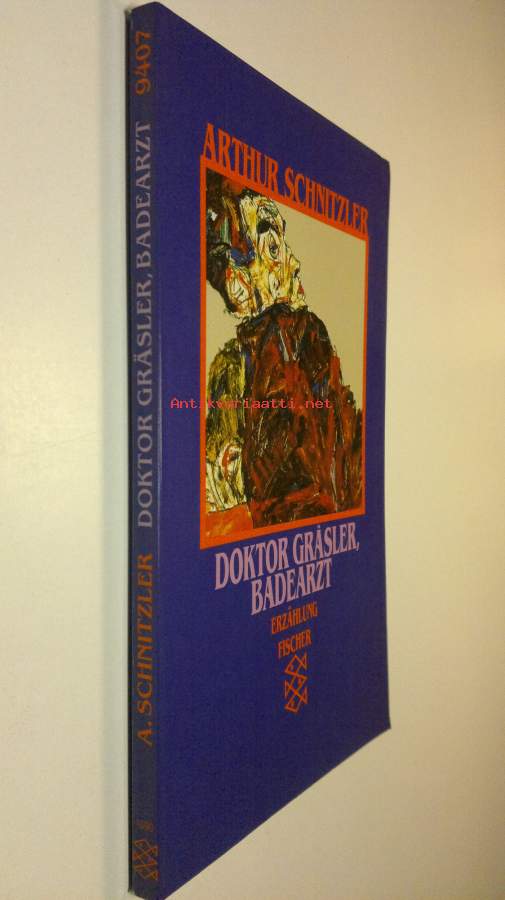 ARTHUR SCHNITZLER
Antikvariaatti.net
DOKTOR GRÄSLER,
BADEARZT
ERZÄHLUNG
FISCHER
A. SCHNITZLER DOKTOR GRÄSLER, BADEARZT 9407